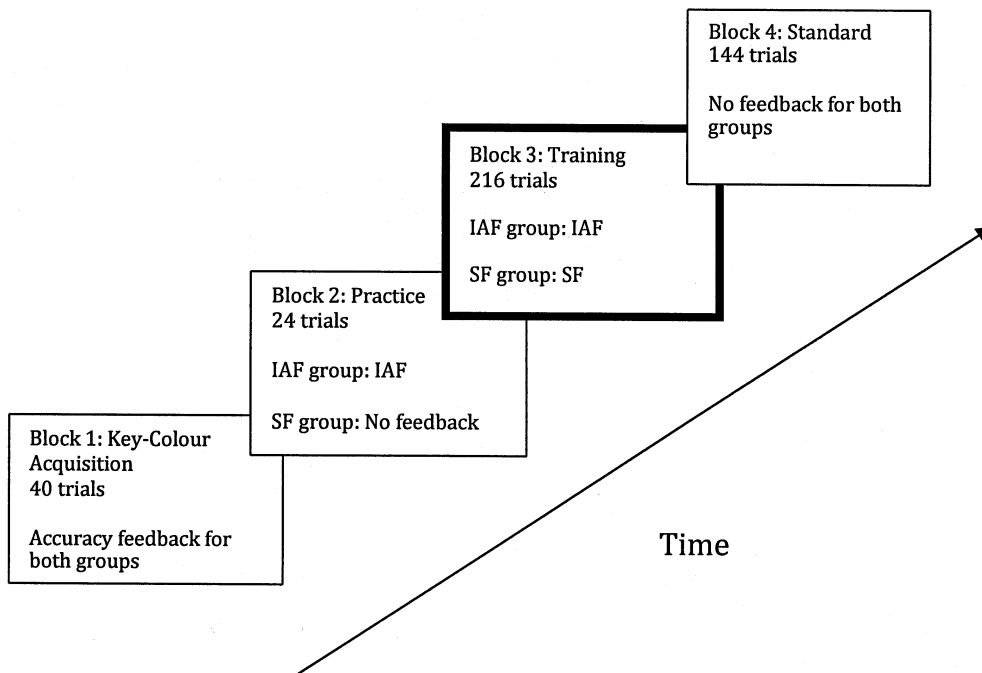 Block 4: Standard
144 trials
No feedback for both
groups
Block 3: Training
216 trials
IAF group: IAF
SF group: SF
Block 2: Practice
24 trials
IAF group: IAF
SF group: No feedback
Block 1: Key-Colour
Acquisition
40 trials
Accuracy feedback for
both groups
Time